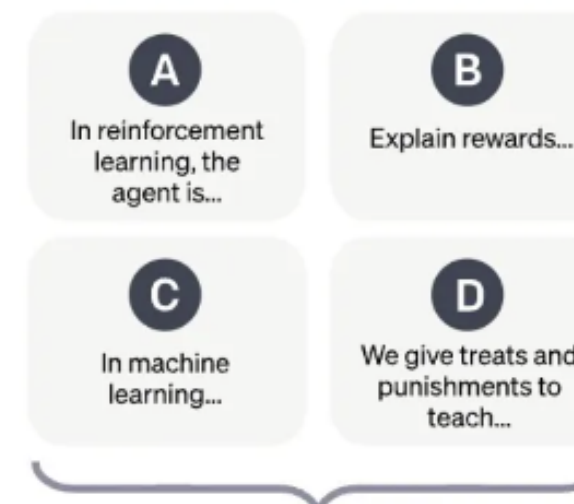 A
In reinforcement
learning, the
agent is...
B
Explain rewards...
C
In machine
learning...
D
We give treats and
punishments to
teach...